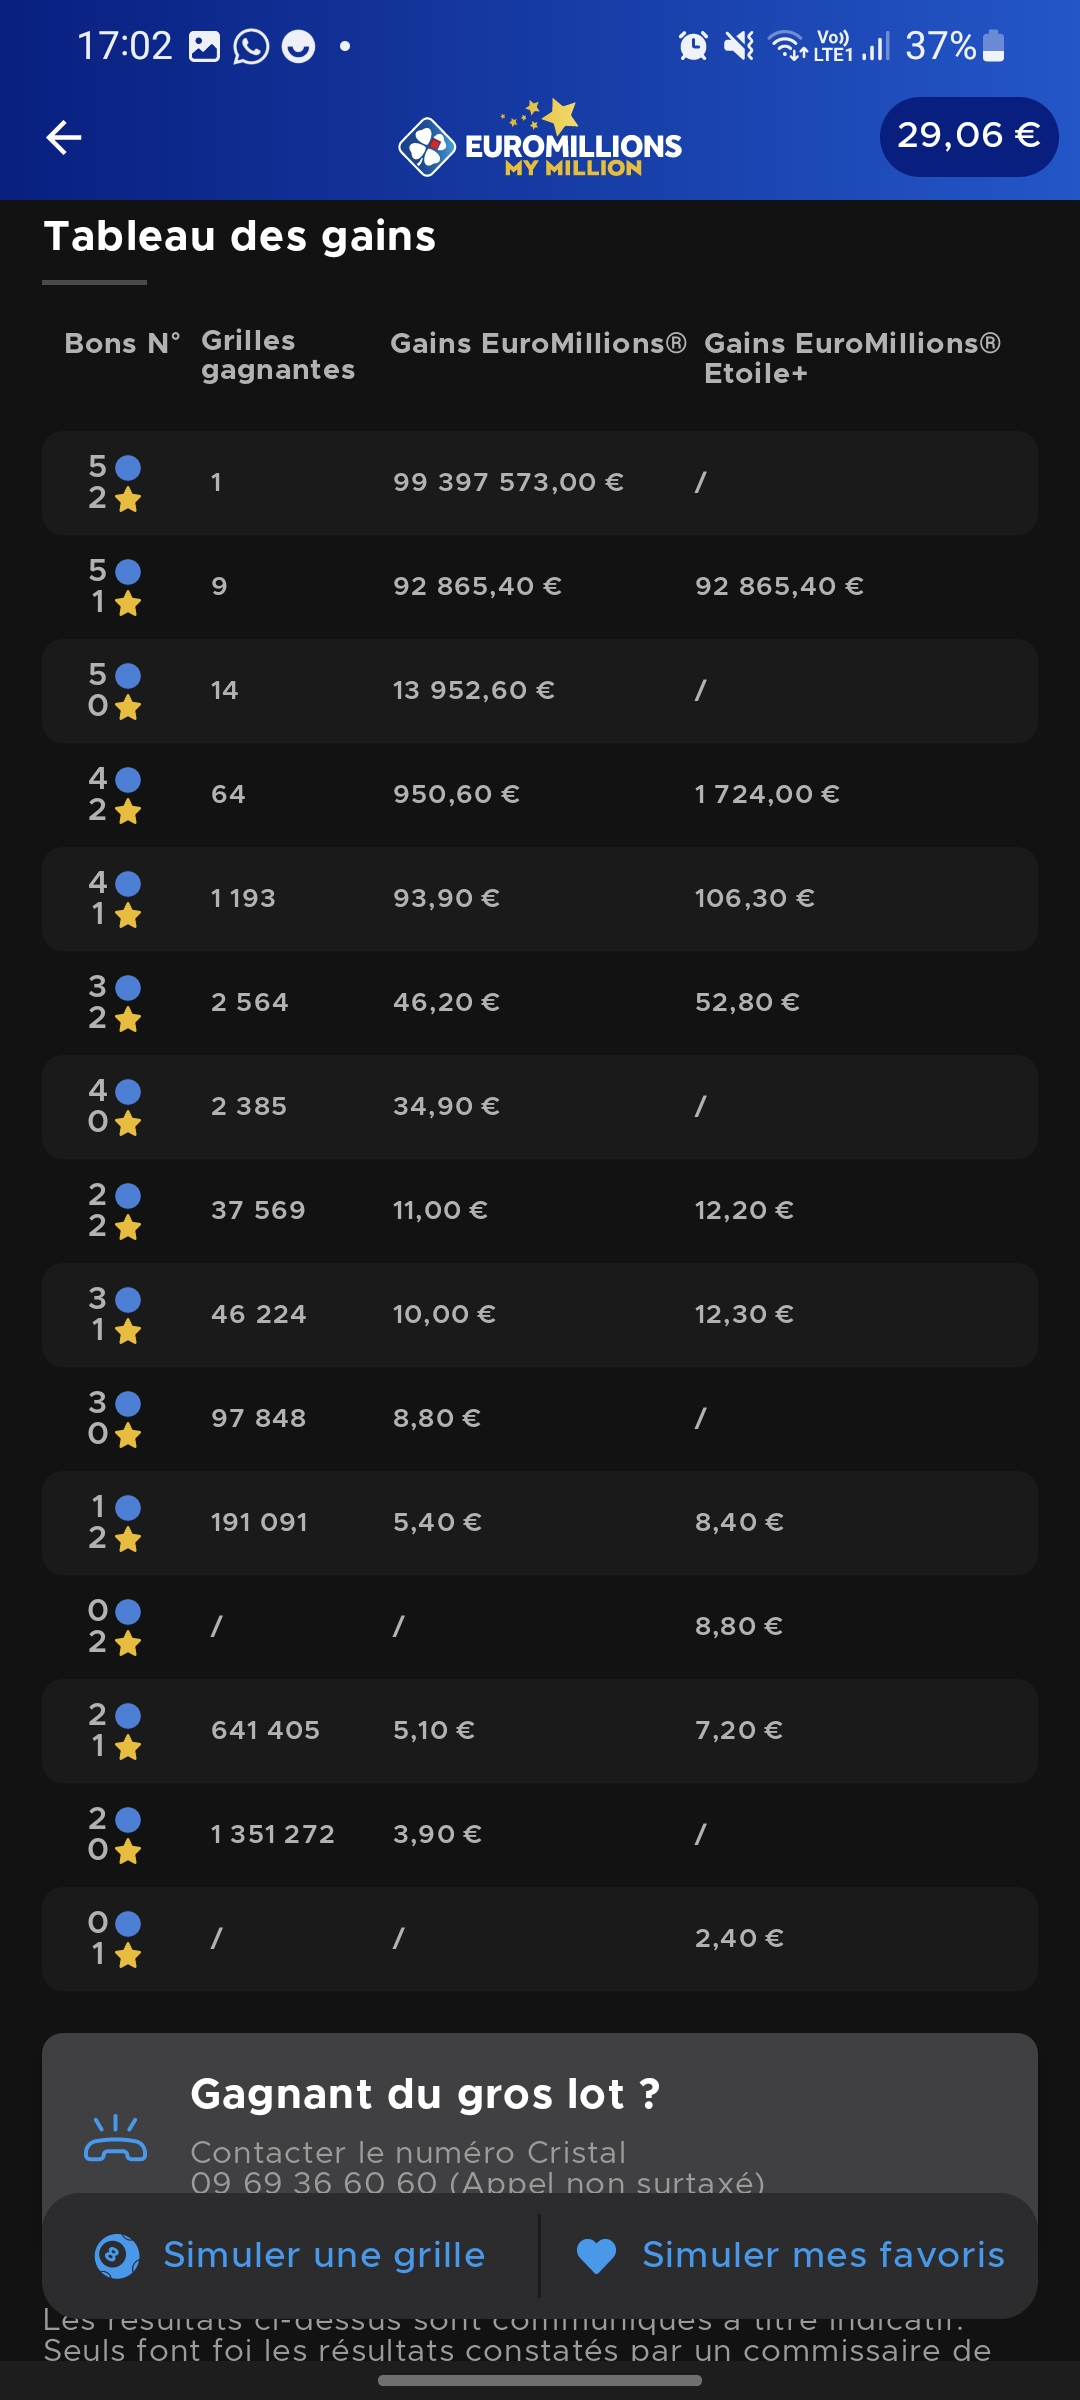 17:02
Vo))
LTE1
37%
EUROMILLIONS
MY MILLION
29,06 €
Tableau des gains
Bons N° Grilles gagnantes Gains EuroMillions® Gains EuroMillions® Etoile+
5
2 1 99 397 573,00 € /
5
1 9 92 865,40 € 92 865,40 €
5
0 14 13 952,60 € /
4
2 64 950,60 € 1 724,00 €
4
1 1 193 93,90 € 106,30 €
3
2 2 564 46,20 € 52,80 €
4
0 2 385 34,90 € /
2
2 37 569 11,00 € 12,20 €
3
1 46 224 10,00 € 12,30 €
3
0 97 848 8,80 € /
1
2 191 091 5,40 € 8,40 €
0
2 / / 8,80 €
2
1 641 405 5,10 € 7,20 €
2
0 1 351 272 3,90 € /
0
1 / / 2,40 €
Gagnant du gros lot ?
Contacter le numéro Cristal
09 69 36 60 60 (Appel non surtaxé)
Simuler une grille
Simuler mes favoris
Les résultats ci-dessus sont communiqués à titre indicatif.
Seuls font foi les résultats constatés par un commissaire de